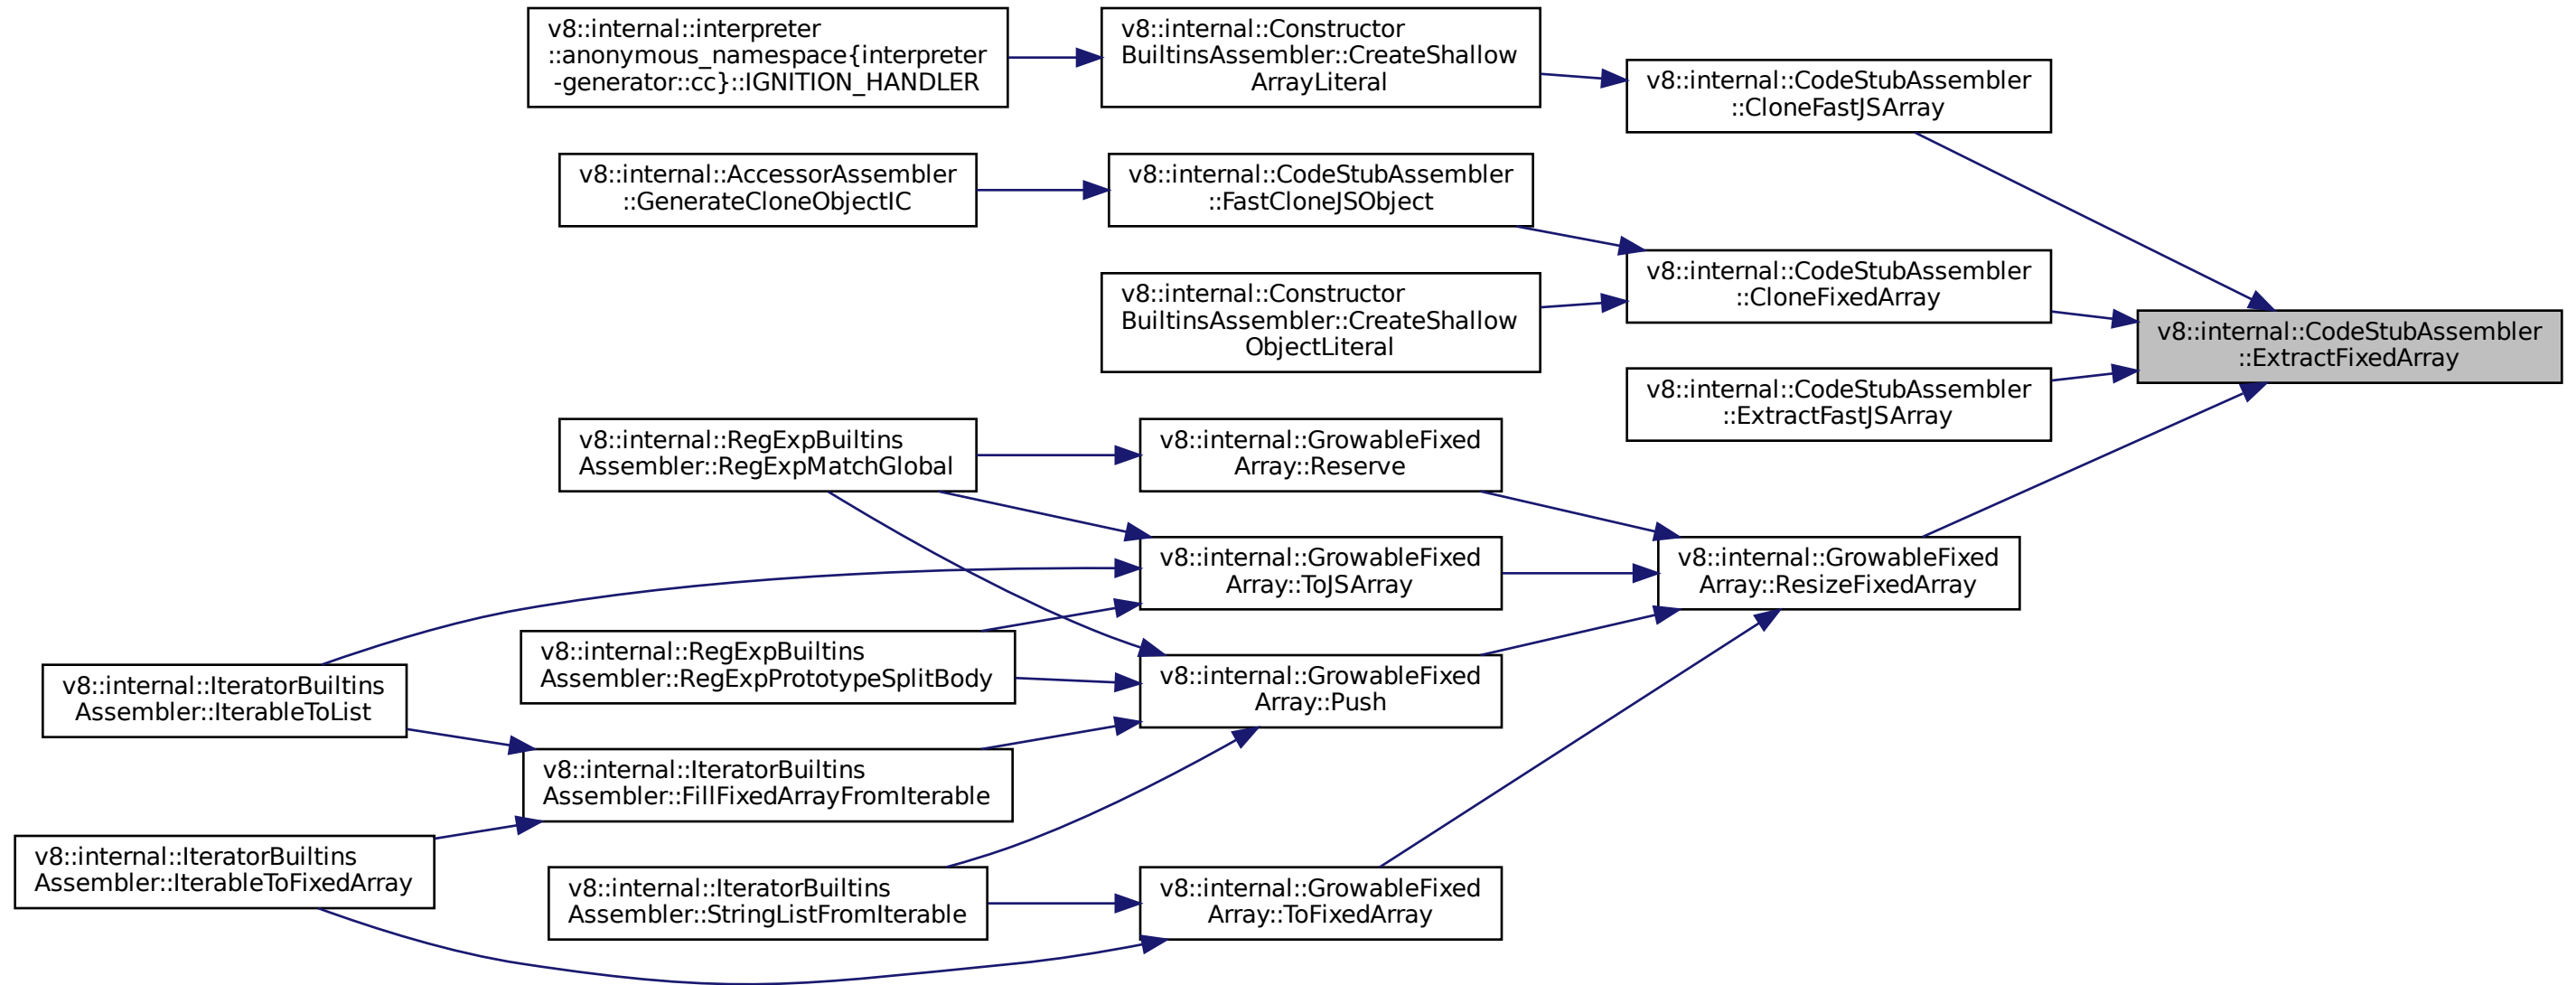 v8::internal::interpreter
::anonymous_namespace{interpreter
-generator::cc}::IGNITION_HANDLER
v8::internal::Constructor
BuiltinsAssembler::CreateShallow
ArrayLiteral
v8::internal::CodeStubAssembler
::CloneFastJSArray
v8::internal::AccessorAssembler
::GenerateCloneObjectIC
v8::internal::CodeStubAssembler
::FastCloneJSObject
v8::internal::CodeStubAssembler
::CloneFixedArray
v8::internal::Constructor
BuiltinsAssembler::CreateShallow
ObjectLiteral
v8::internal::CodeStubAssembler
::ExtractFixedArray
v8::internal::CodeStubAssembler
::ExtractFastJSArray
v8::internal::RegExpBuiltins
Assembler::RegExpMatchGlobal
v8::internal::GrowableFixed
Array::Reserve
v8::internal::GrowableFixed
Array::ToJSArray
v8::internal::GrowableFixed
Array::ResizeFixedArray
v8::internal::RegExpBuiltins
Assembler::RegExpPrototypeSplitBody
v8::internal::GrowableFixed
Array::Push
v8::internal::IteratorBuiltins
Assembler::IterableToList
v8::internal::IteratorBuiltins
Assembler::FillFixedArrayFromIterable
v8::internal::IteratorBuiltins
Assembler::IterableToFixedArray
v8::internal::IteratorBuiltins
Assembler::StringListFromIterable
v8::internal::GrowableFixed
Array::ToFixedArray